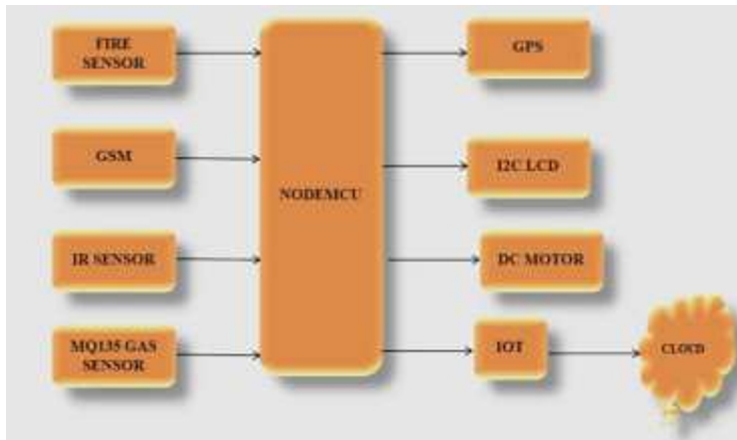 FIRE
SENSOR
GPS
GSM
I2C LCD
NODEMCU
IR SENSOR
DC MOTOR
MQ135 GAS
SENSOR
IOT
CLOUD